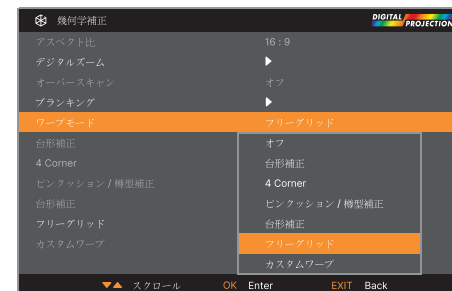 幾何学補正
DIGITAL PROJECTION
アスペクト比 16 : 9
デジタルズーム ▶
オーバースキャン オフ
ブランキング ▶
ワープモード フリーグリッド
台形補正 オフ
4 Corner 台形補正
ピンクッション / 樽型補正 4 Corner
台形補正 ピンクッション / 樽型補正
フリーグリッド 台形補正
カスタムワープ フリーグリッド
カスタムワープ
▼▲ スクロール OK Enter EXIT Back